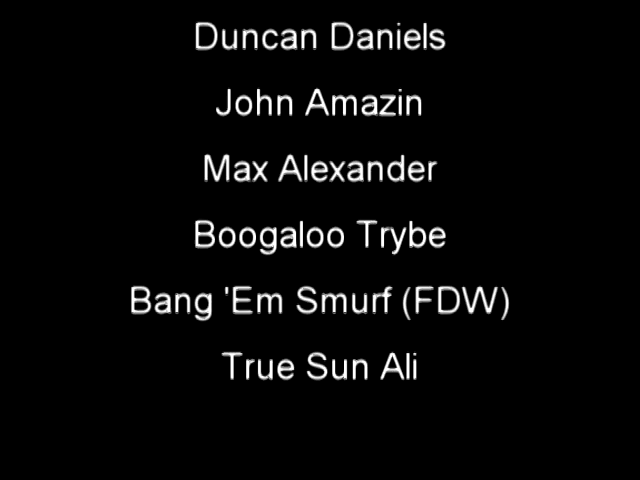 Duncan Daniels
John Amazin
Max Alexander
Boogaloo Trybe
Bang 'Em Smurf (FDW)
True Sun Ali